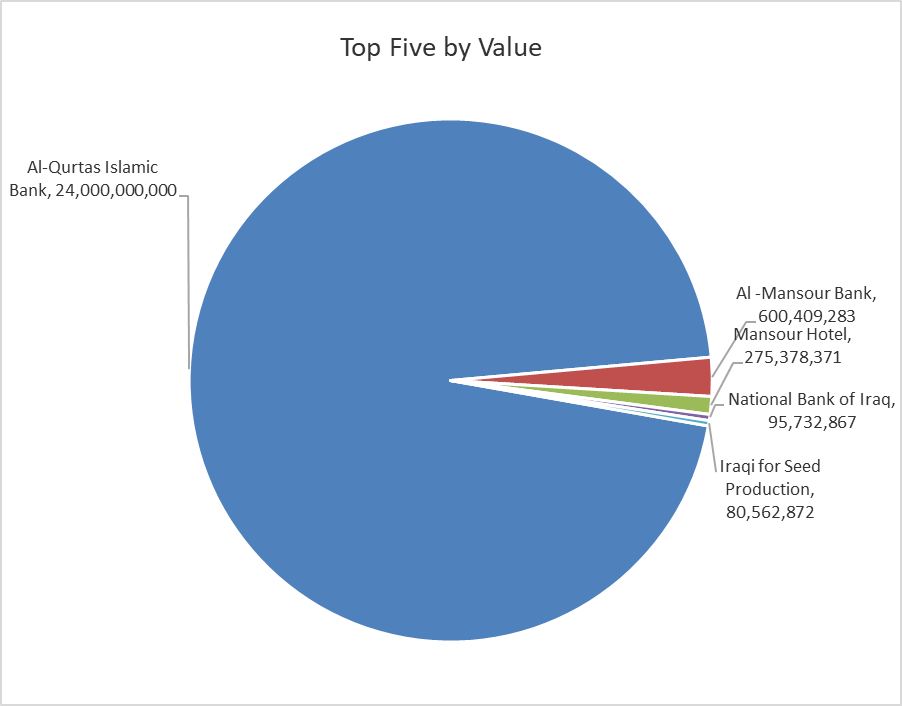 Top Five by Value
Al-Qurtas Islamic
Bank, 24,000,000,000
Al -Mansour Bank,
600,409,283
Mansour Hotel,
275,378,371
National Bank of Iraq,
95,732,867
Iraqi for Seed
Production,
80,562,872